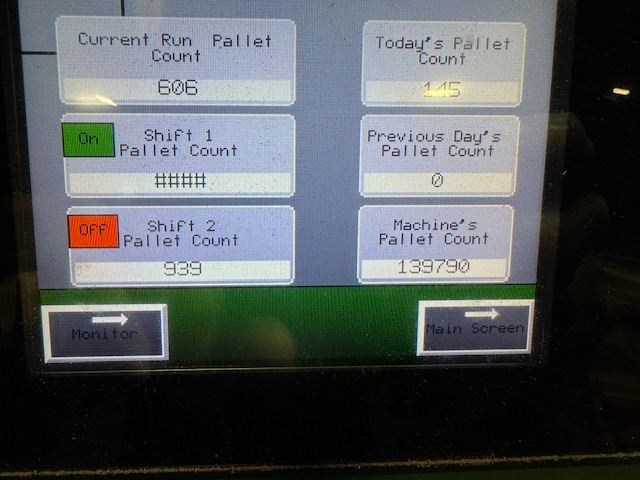 Current Run Pallet
Count
606
Today's Pallet
Count
145
On
Shift 1
Pallet Count
####
Previous Day's
Pallet Count
0
Off
Shift 2
Pallet Count
939
Machine's
Pallet Count
139790
Monitor
Main Screen